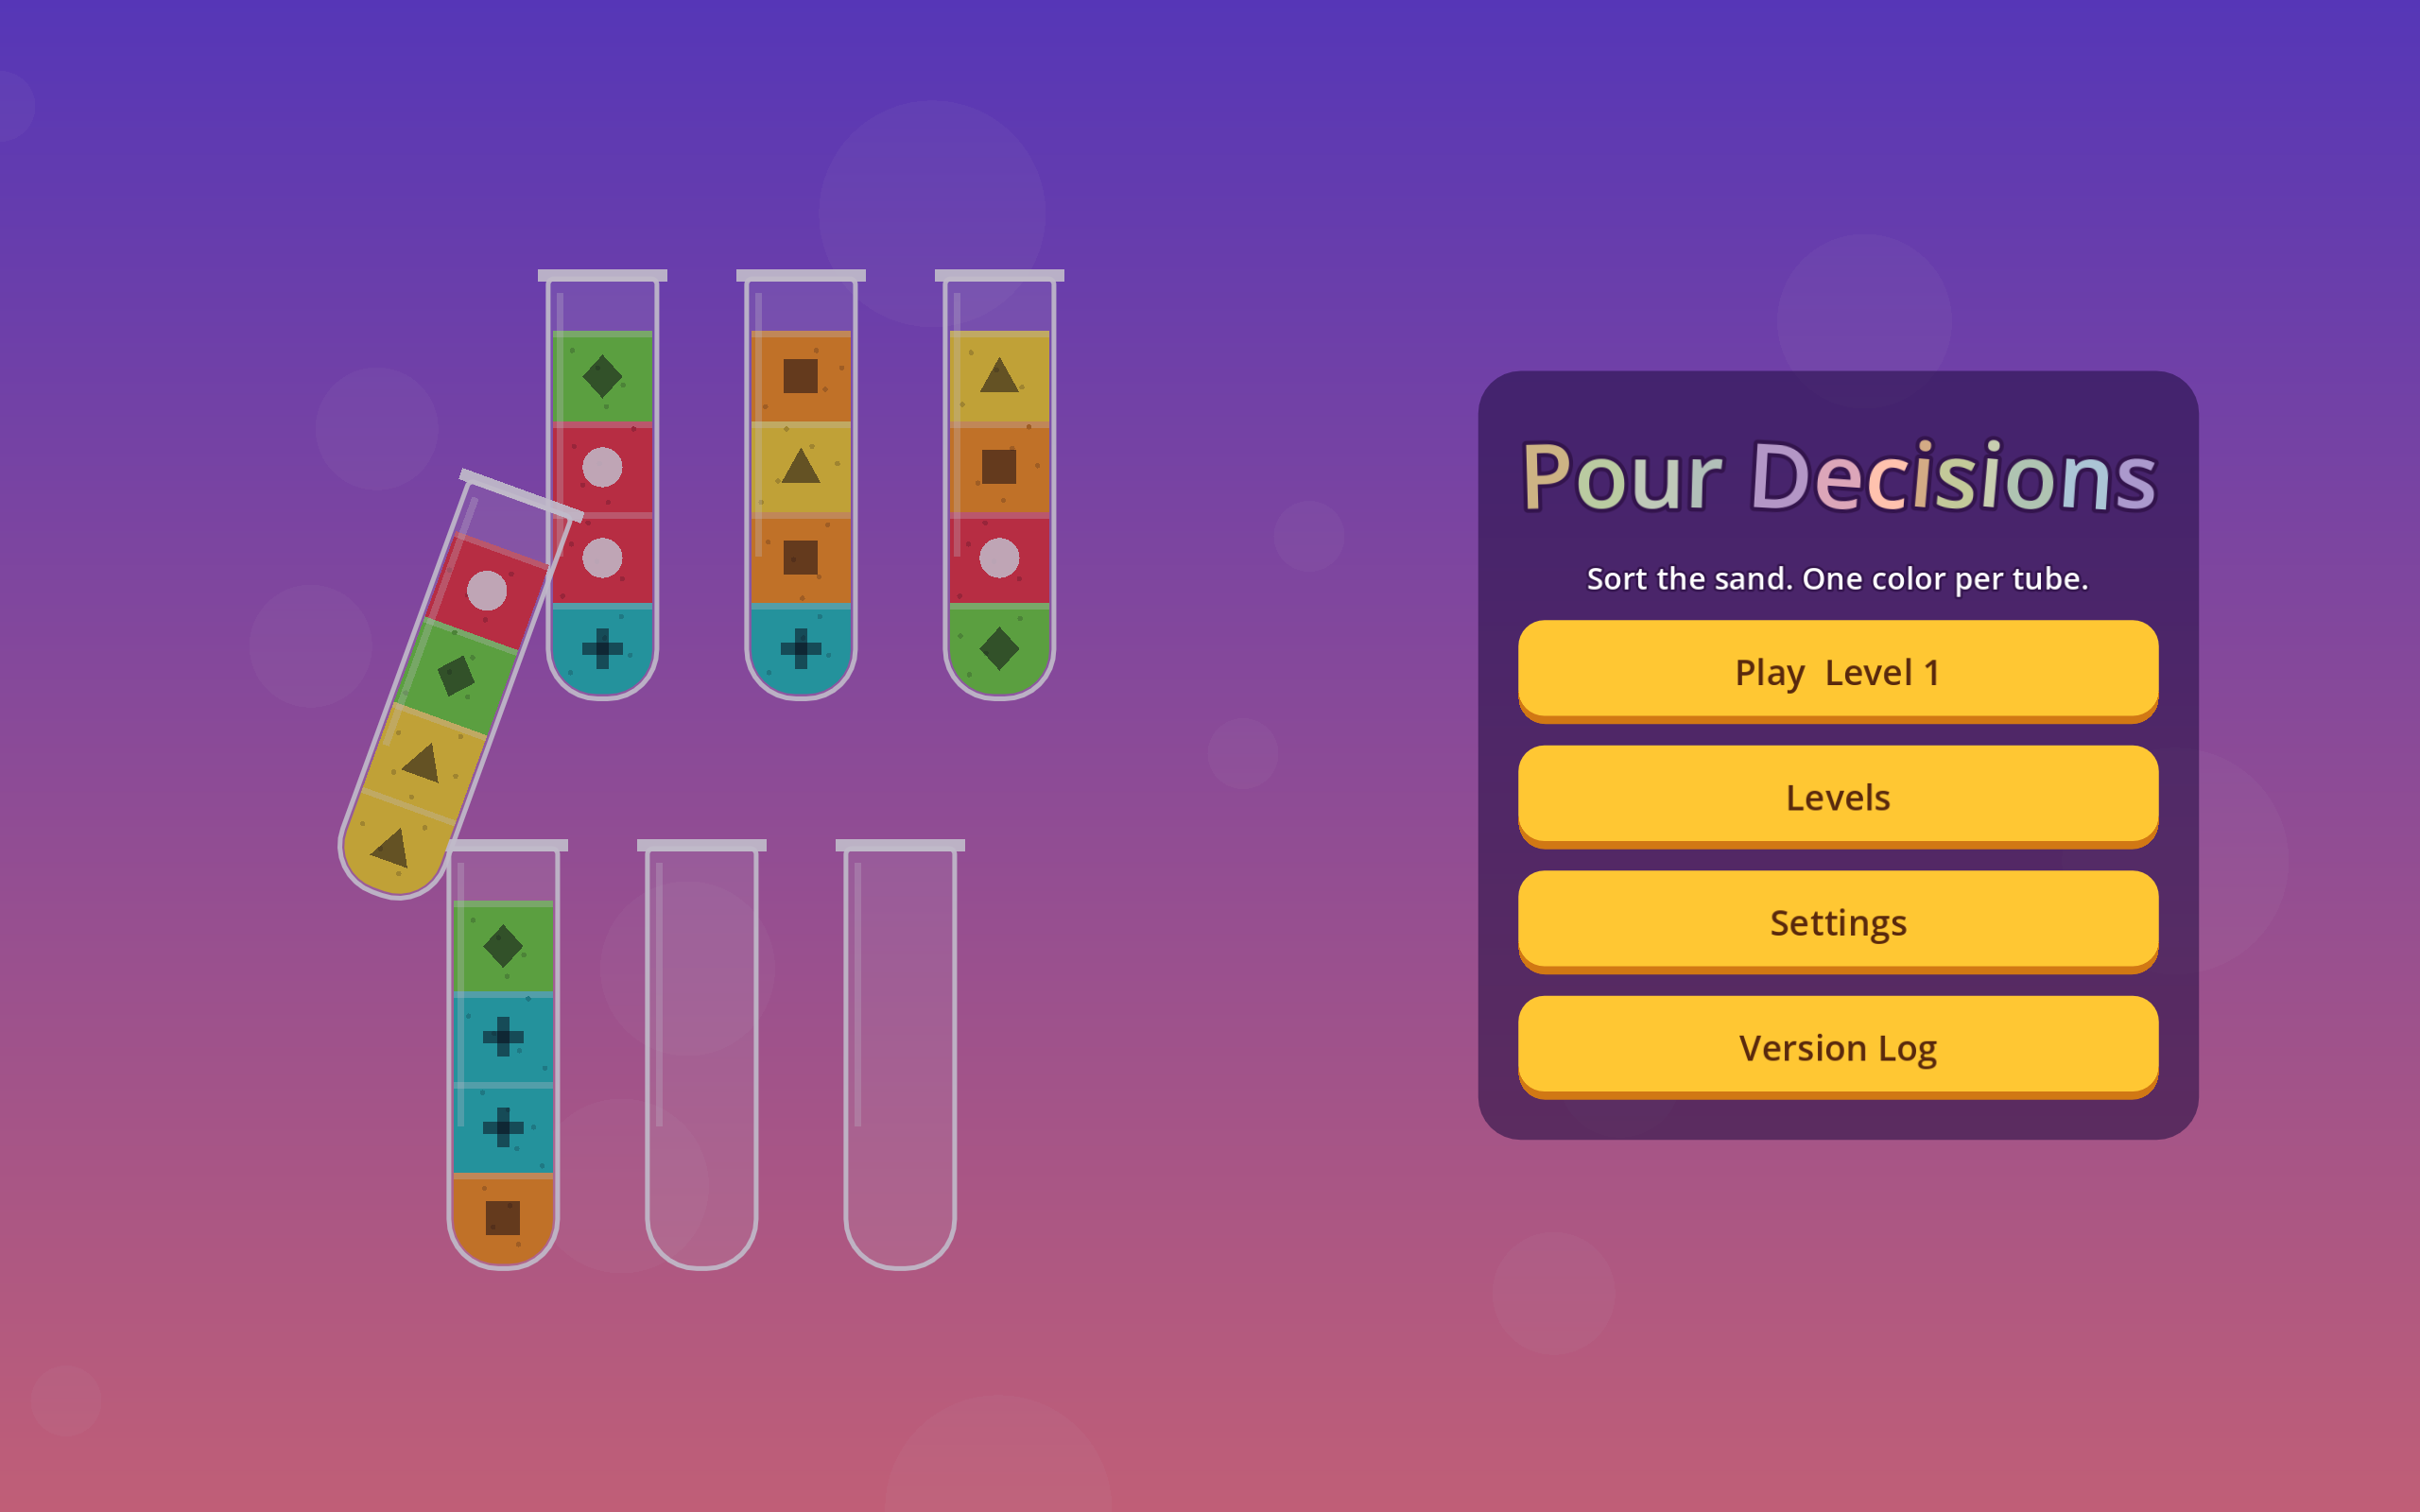 Pour Decisions
Sort the sand. One color per tube.
Play Level 1
Levels
Settings
Version Log